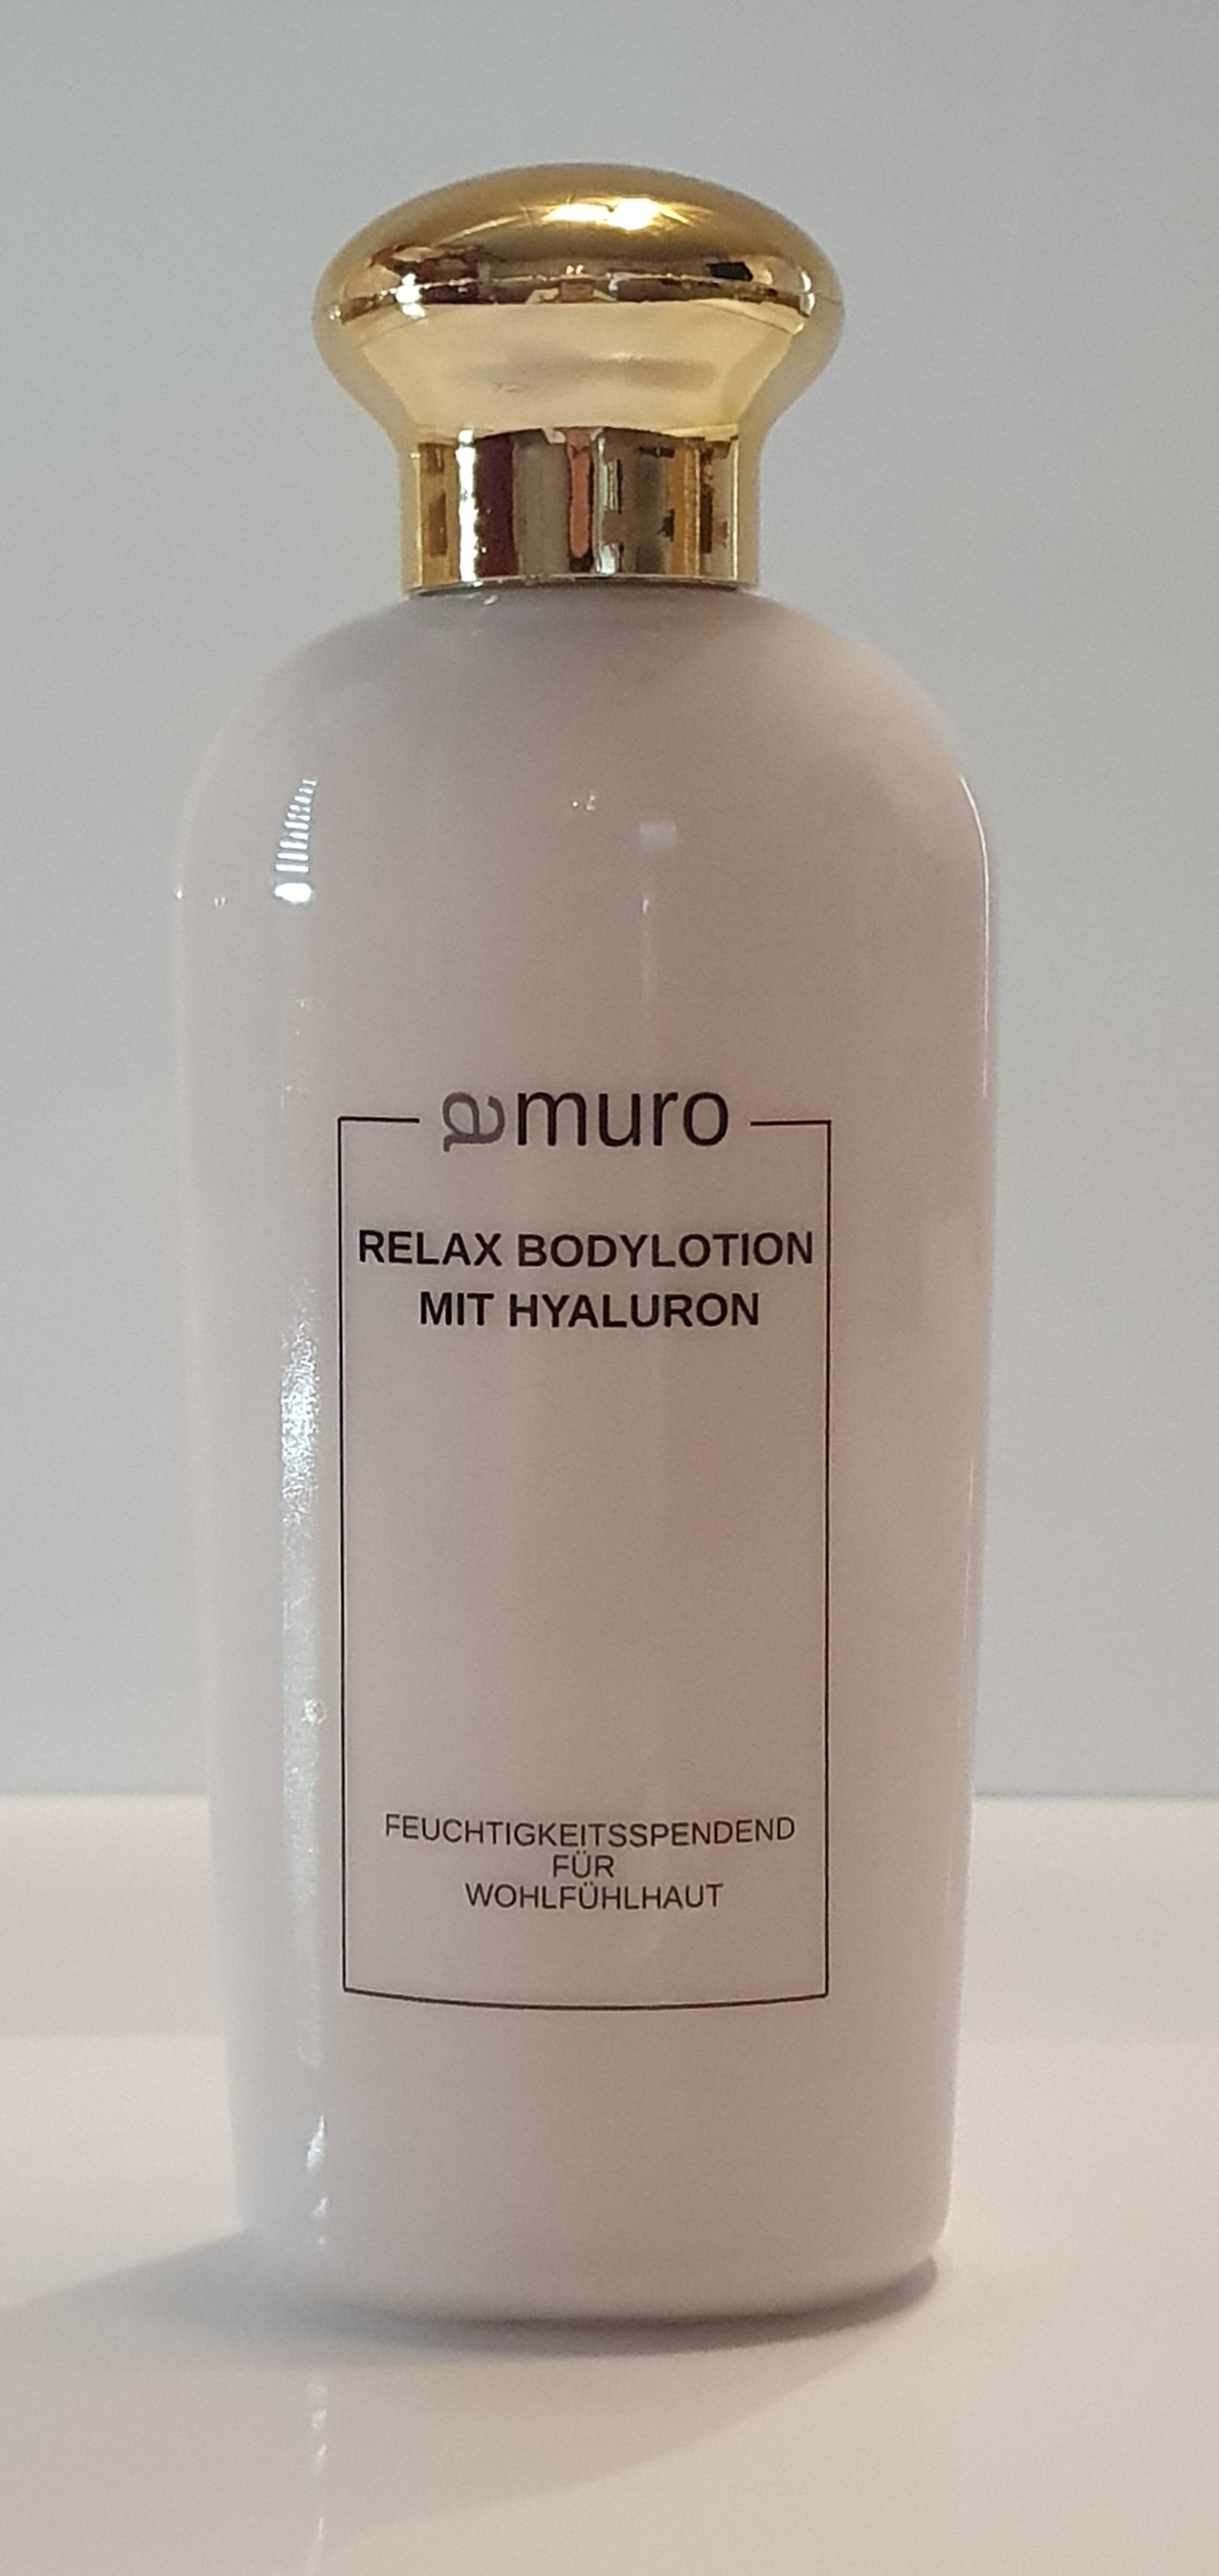 amuro
RELAX BODYLOTION
MIT HYALURON
FEUCHTIGKEITSSPENDEND
FÜR
WOHLFÜHLHAUT